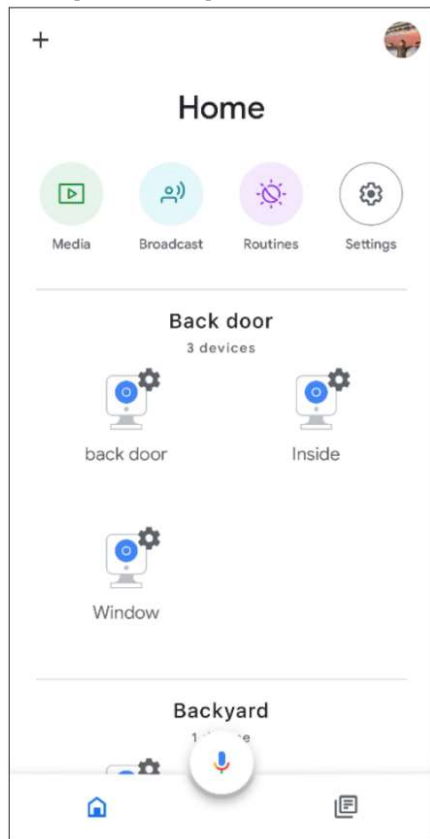 Home
Media Broadcast Routines Settings
Back door
3 devices
back door Inside
Window
Backyard